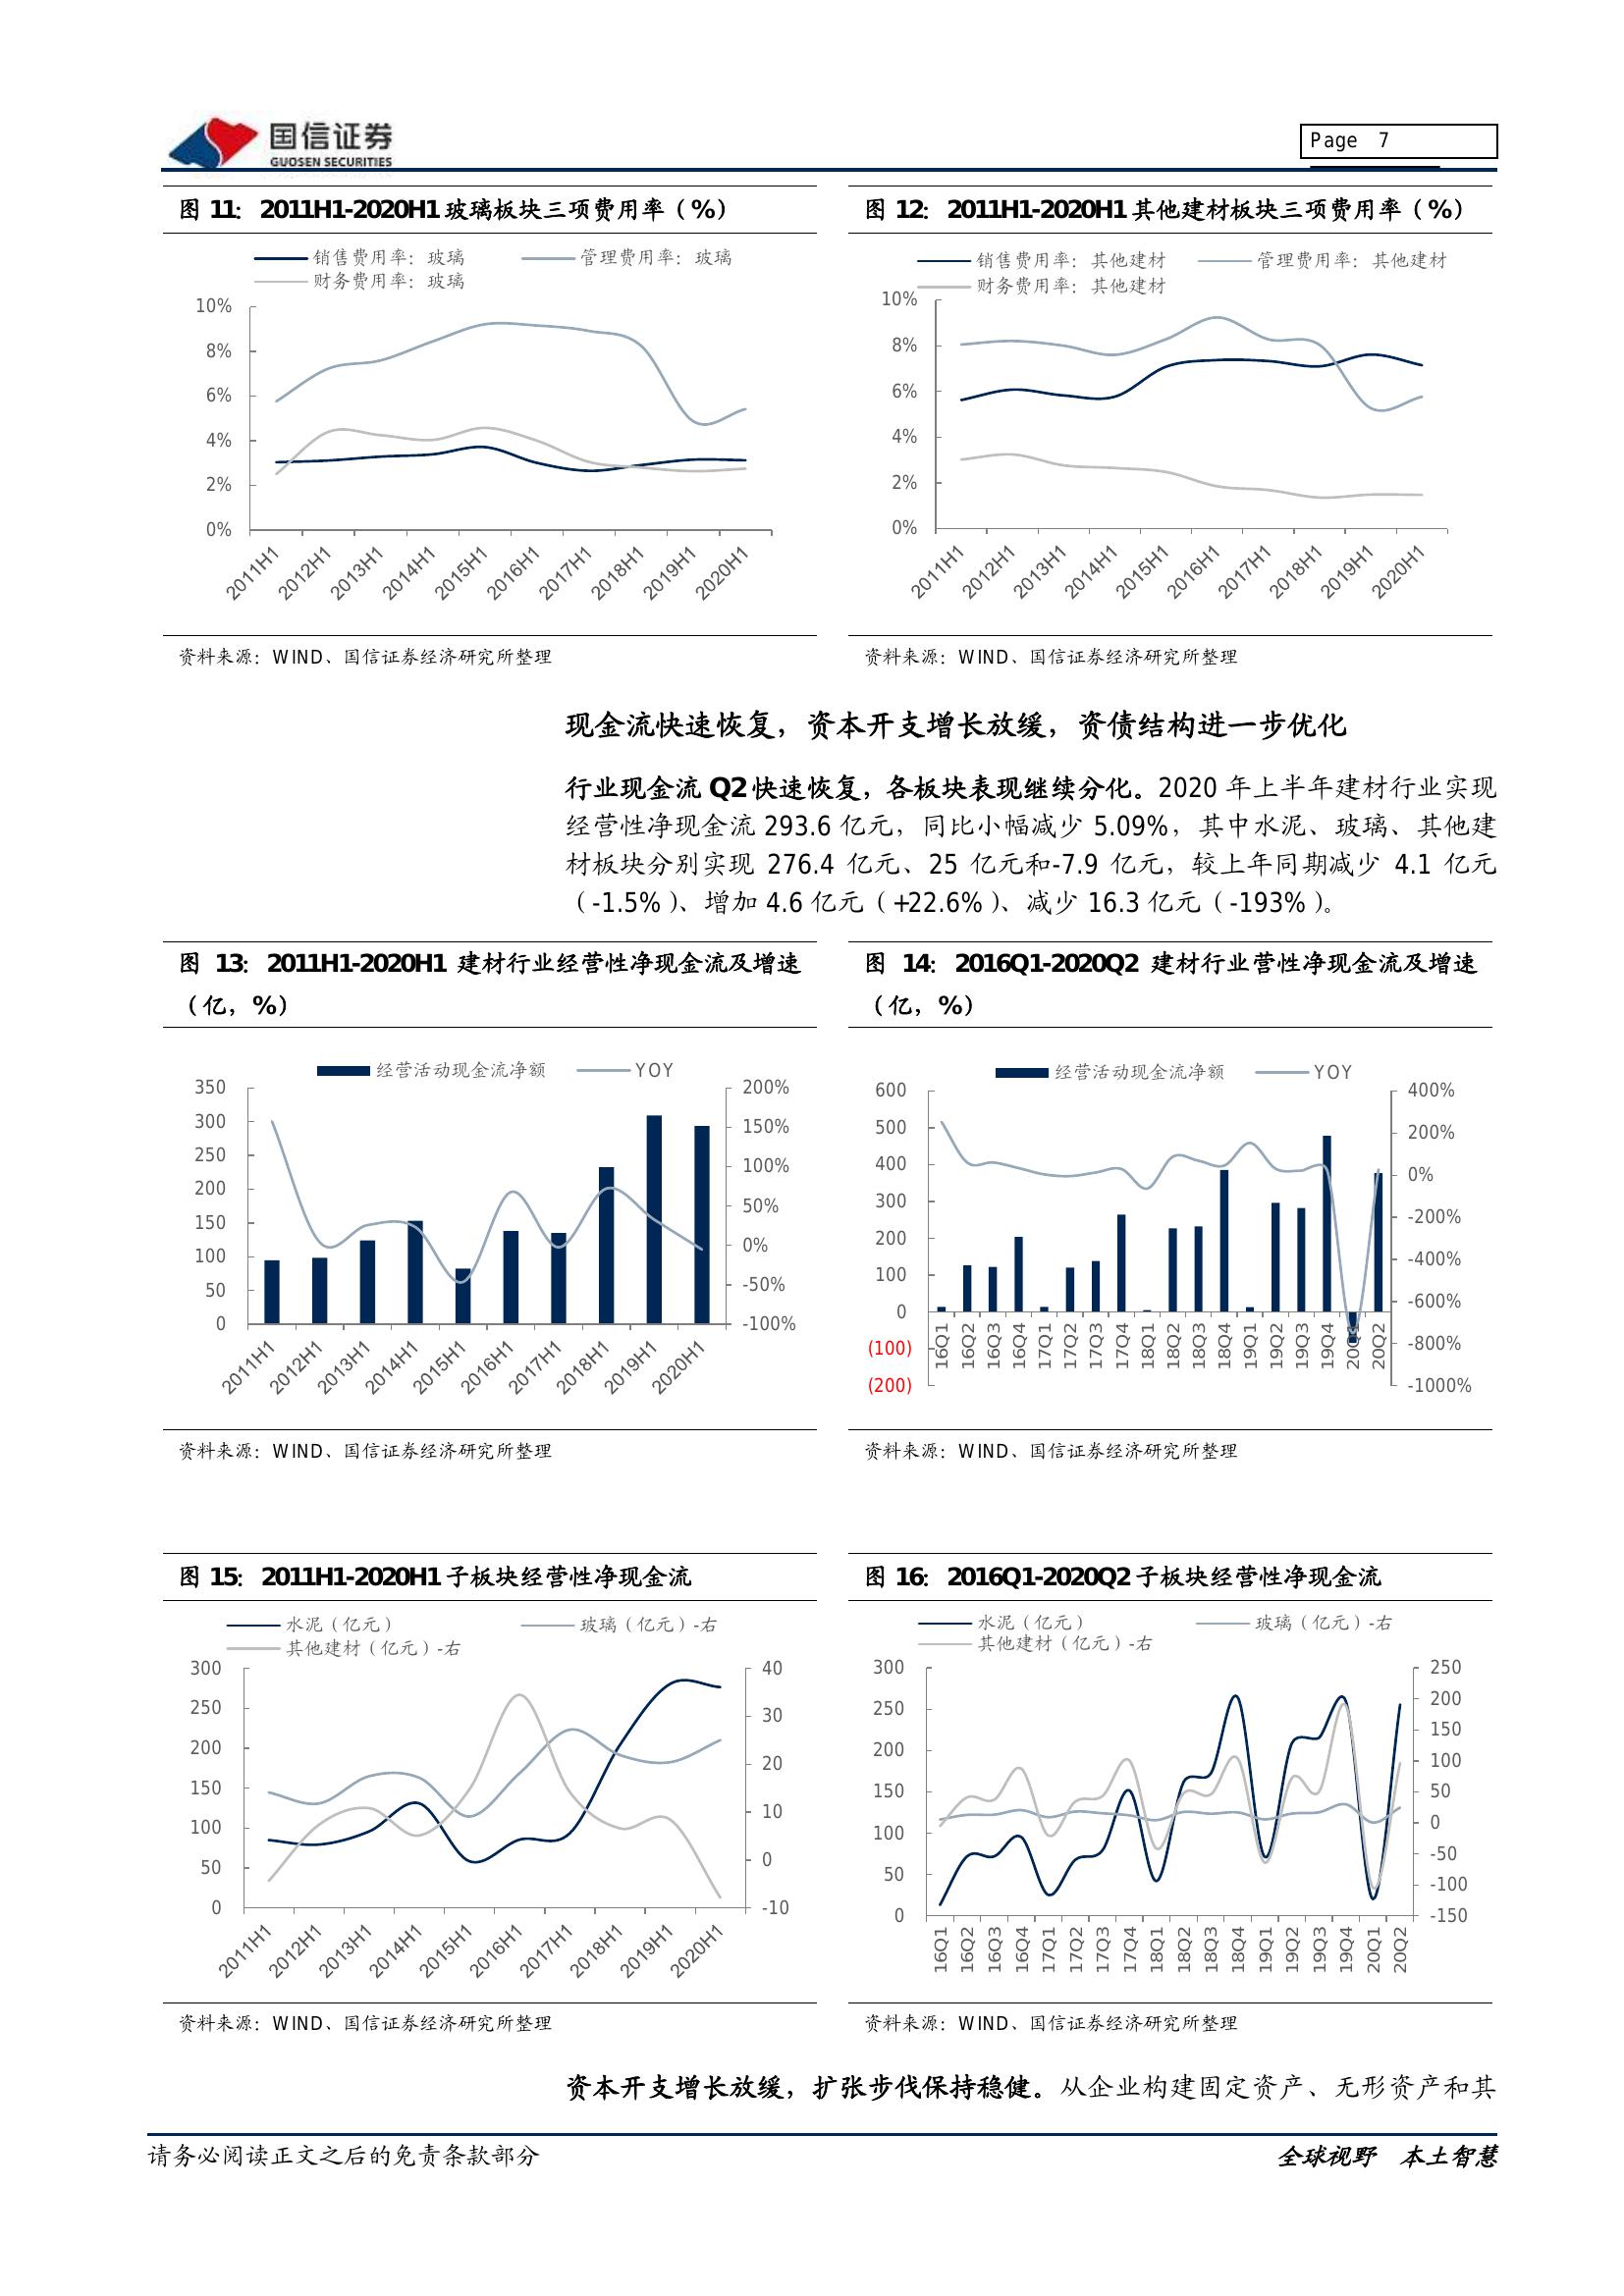 国信证券
GUOSEN SECURITIES
Page 7
图 11：2011H1-2020H1 玻璃板块三项费用率（%）
销售费用率：玻璃
管理费用率：玻璃
财务费用率：玻璃
10%
8%
6%
4%
2%
0%
2011H1
2012H1
2013H1
2014H1
2015H1
2016H1
2017H1
2018H1
2019H1
2020H1
资料来源：WIND、国信证券经济研究所整理
图 12：2011H1-2020H1 其他建材板块三项费用率（%）
销售费用率：其他建材
管理费用率：其他建材
财务费用率：其他建材
10%
8%
6%
4%
2%
0%
2011H1
2012H1
2013H1
2014H1
2015H1
2016H1
2017H1
2018H1
2019H1
2020H1
资料来源：WIND、国信证券经济研究所整理
现金流快速恢复，资本开支增长放缓，资债结构进一步优化
行业现金流 Q2 快速恢复，各板块表现继续分化。2020 年上半年建材行业实现
经营性净现金流 293.6 亿元，同比小幅减少 5.09%，其中水泥、玻璃、其他建
材板块分别实现 276.4 亿元、25 亿元和-7.9 亿元，较上年同期减少 4.1 亿元
（-1.5%）、增加 4.6 亿元（+22.6%）、减少 16.3 亿元（-193%）。
图 13：2011H1-2020H1 建材行业经营性净现金流及增速
（亿，%）
经营活动现金流净额
YOY
350
300
250
200
150
100
50
0
200%
150%
100%
50%
0%
-50%
-100%
2011H1
2012H1
2013H1
2014H1
2015H1
2016H1
2017H1
2018H1
2019H1
2020H1
资料来源：WIND、国信证券经济研究所整理
图 14：2016Q1-2020Q2 建材行业营性净现金流及增速
（亿，%）
经营活动现金流净额
YOY
600
500
400
300
200
100
0
(100)
(200)
400%
200%
0%
-200%
-400%
-600%
-800%
-1000%
16Q1
16Q2
16Q3
16Q4
17Q1
17Q2
17Q3
17Q4
18Q1
18Q2
18Q3
18Q4
19Q1
19Q2
19Q3
19Q4
20Q1
20Q2
资料来源：WIND、国信证券经济研究所整理
图 15：2011H1-2020H1 子板块经营性净现金流
水泥（亿元）
玻璃（亿元）-右
其他建材（亿元）-右
300
250
200
150
100
50
0
40
30
20
10
0
-10
2011H1
2012H1
2013H1
2014H1
2015H1
2016H1
2017H1
2018H1
2019H1
2020H1
资料来源：WIND、国信证券经济研究所整理
图 16：2016Q1-2020Q2 子板块经营性净现金流
水泥（亿元）
玻璃（亿元）-右
其他建材（亿元）-右
300
250
200
150
100
50
0
250
200
150
100
50
0
-50
-100
-150
16Q1
16Q2
16Q3
16Q4
17Q1
17Q2
17Q3
17Q4
18Q1
18Q2
18Q3
18Q4
19Q1
19Q2
19Q3
19Q4
20Q1
20Q2
资料来源：WIND、国信证券经济研究所整理
资本开支增长放缓，扩张步伐保持稳健。从企业构建固定资产、无形资产和其
请务必阅读正文之后的免责条款部分
全球视野 本土智慧